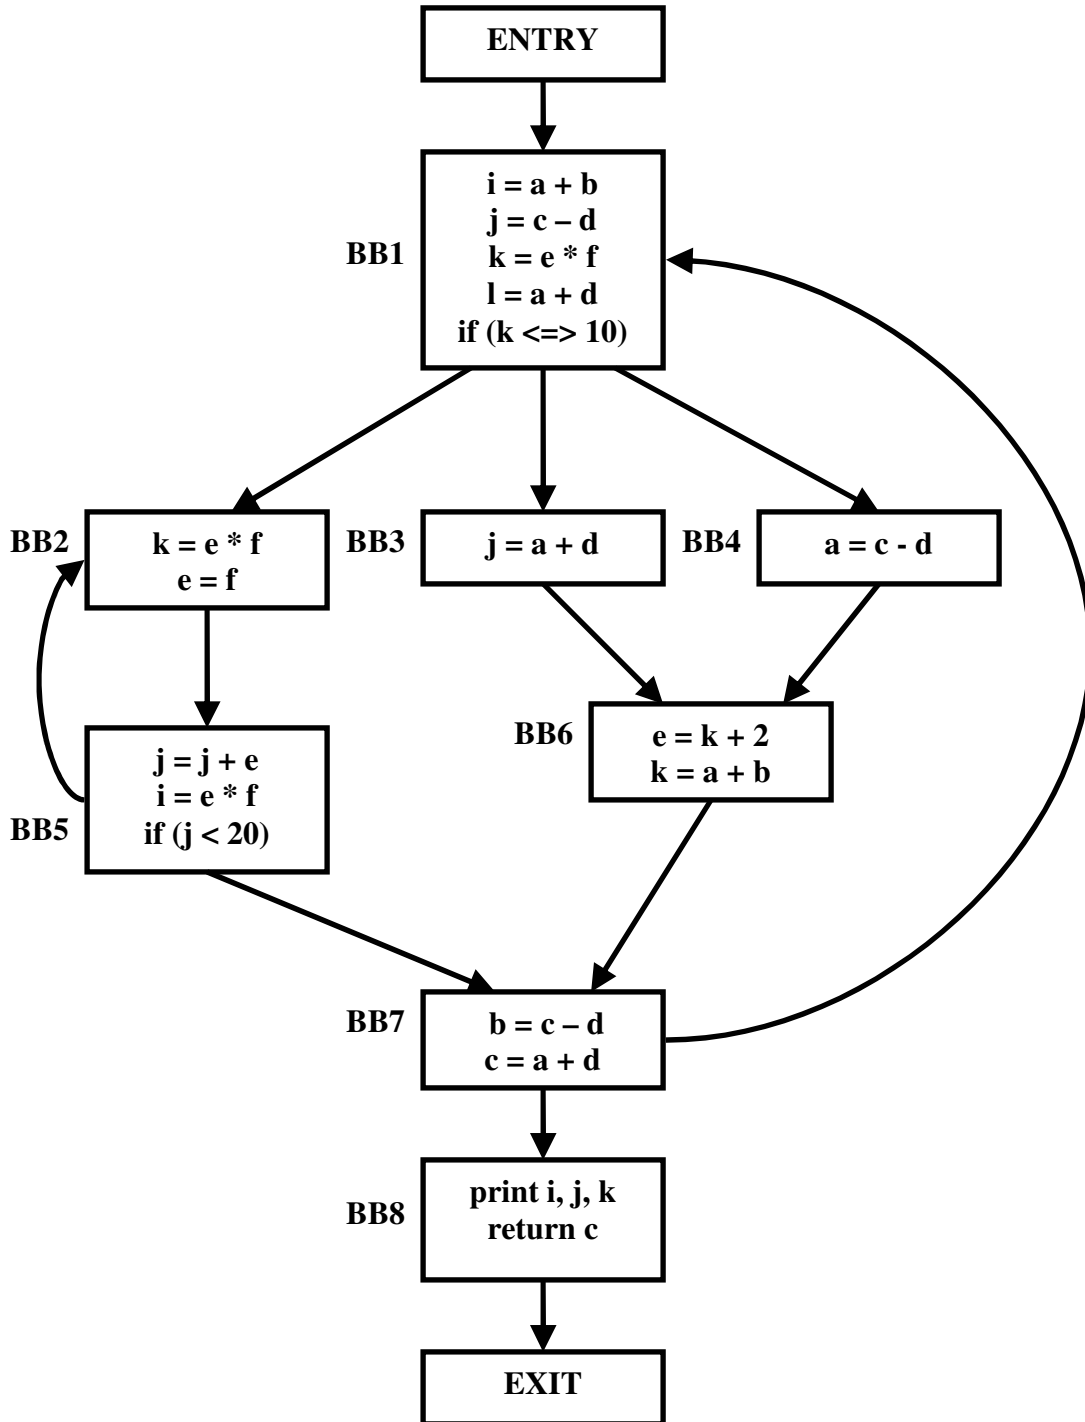 ENTRY
BB1
i = a + b
j = c – d
k = e * f
l = a + d
if (k <=> 10)
BB2
k = e * f
e = f
BB3
j = a + d
BB4
a = c - d
BB5
j = j + e
i = e * f
if (j < 20)
BB6
e = k + 2
k = a + b
BB7
b = c – d
c = a + d
BB8
print i, j, k
return c
EXIT